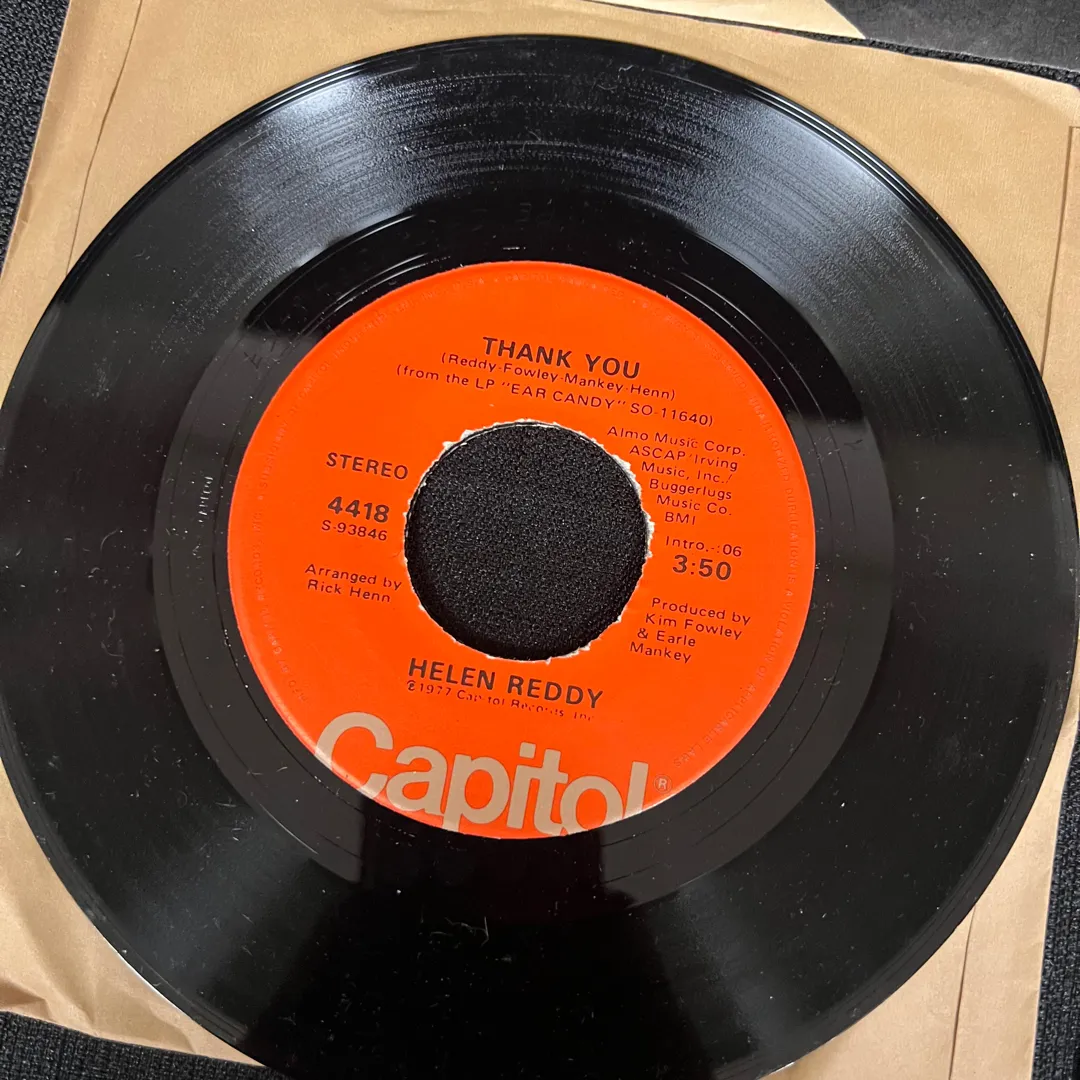 THANK YOU
(Reddy-Fowley-Mankey-Henn)
(from the LP "EAR CANDY" SO-11640)
Almo Music Corp.
ASCAP/Irving
Music, Inc./
Buggerlugs
Music Co.
BMI
STEREO
4418
S-93846
Intro.-:06
3:50
Arranged by
Rick Henn
Produced by
Kim Fowley
& Earle
Mankey
HELEN REDDY
℗1977 Capitol Records, Inc.
Capitol®